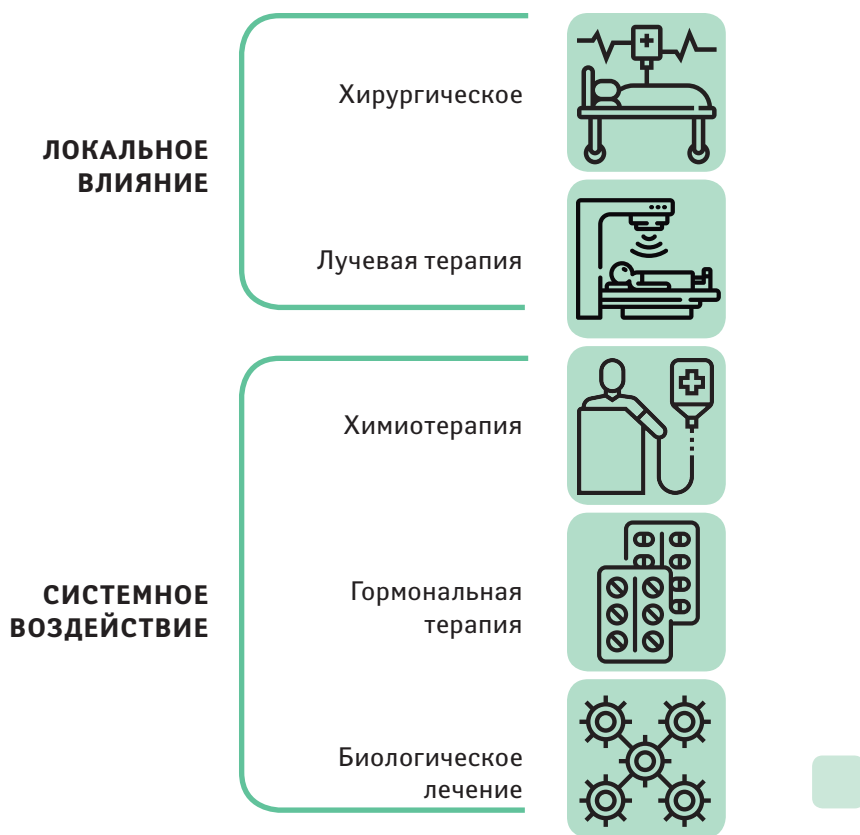 ЛОКАЛЬНОЕ
ВЛИЯНИЕ
Хирургическое
Лучевая терапия
СИСТЕМНОЕ
ВОЗДЕЙСТВИЕ
Химиотерапия
Гормональная
терапия
Биологическое
лечение